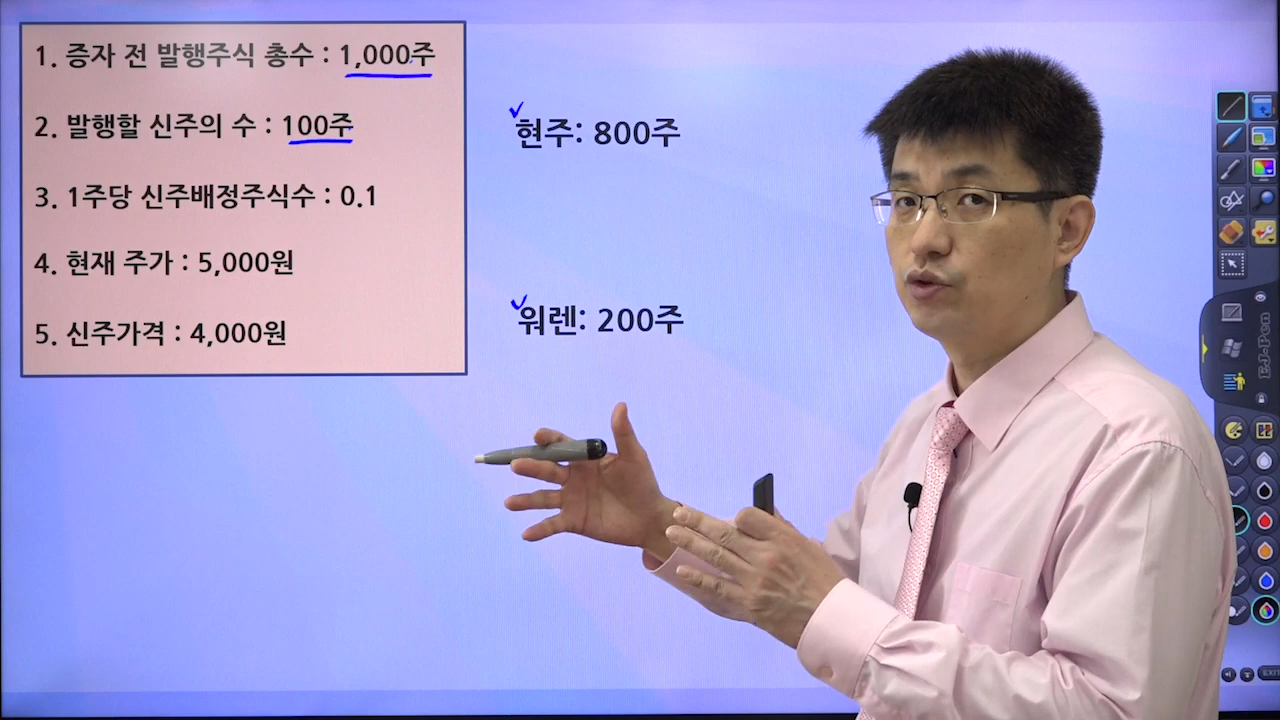 1. 증자 전 발행주식 총수 : 1,000주
2. 발행할 신주의 수 : 100주
3. 1주당 신주배정주식수 : 0.1
4. 현재 주가 : 5,000원
5. 신주가격 : 4,000원
현주: 800주
워렌: 200주
EZ-Pen
EXIT